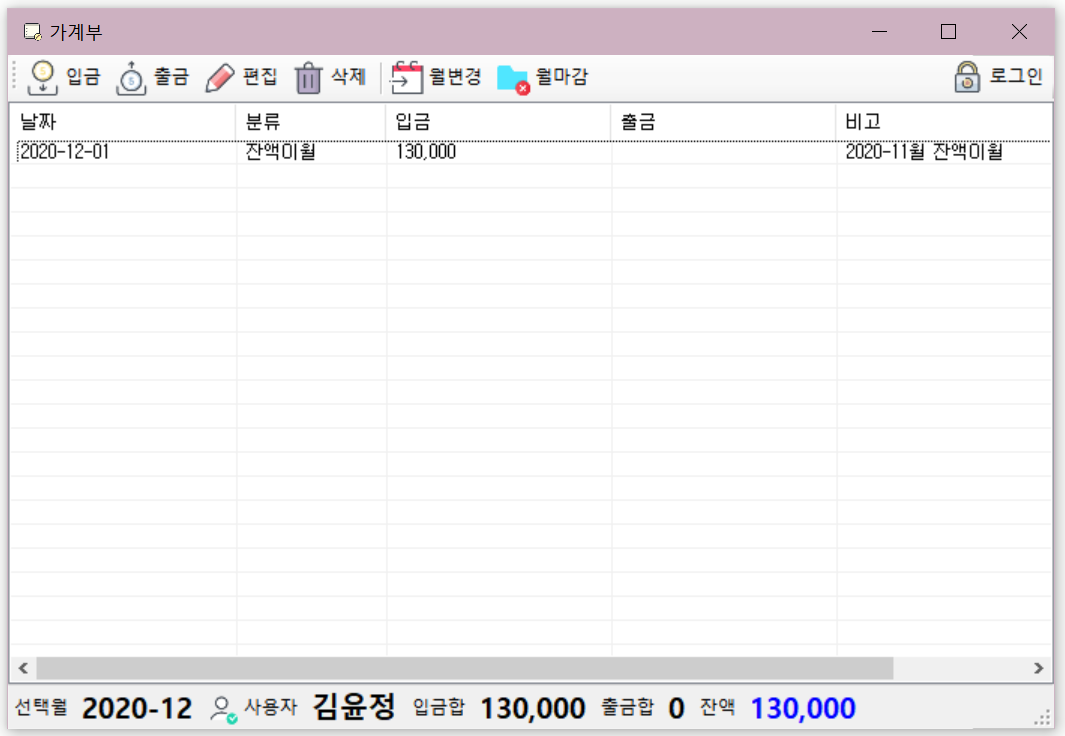 가계부
입금 출금 편집 삭제 월변경 월마감 로그인
날짜 분류 입금 출금 비고
2020-12-01 잔액이월 130,000 2020-11월 잔액이월
선택월 2020-12 사용자 김윤정 입금합 130,000 출금합 0 잔액 130,000